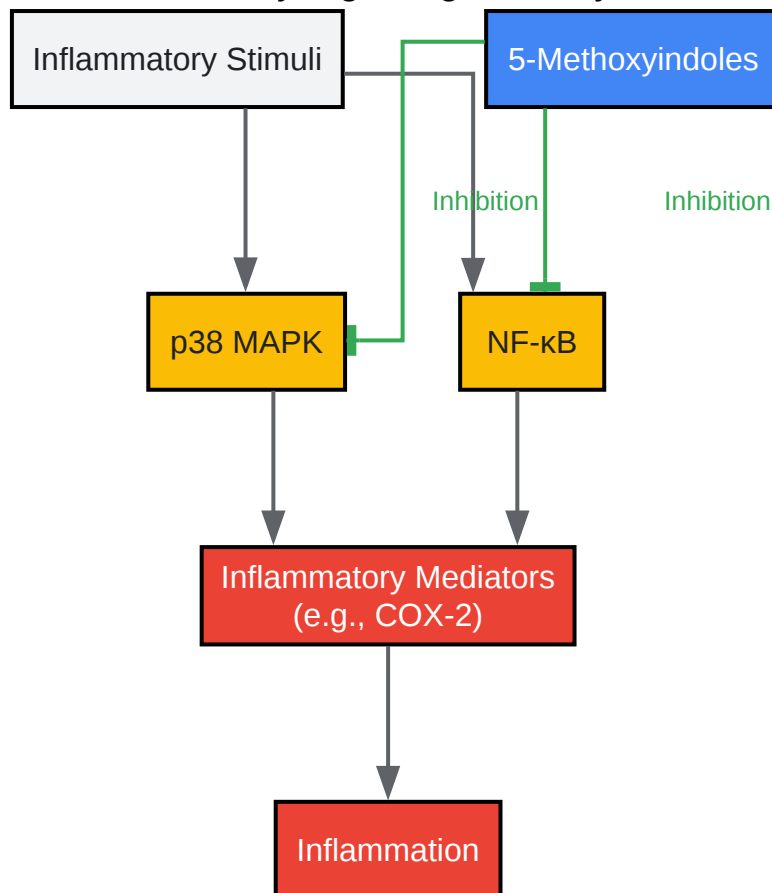 Inflammatory Stimuli
5-Methoxyindoles
Inhibition
Inhibition
p38 MAPK
NF-κB
Inflammatory Mediators
(e.g., COX-2)
Inflammation